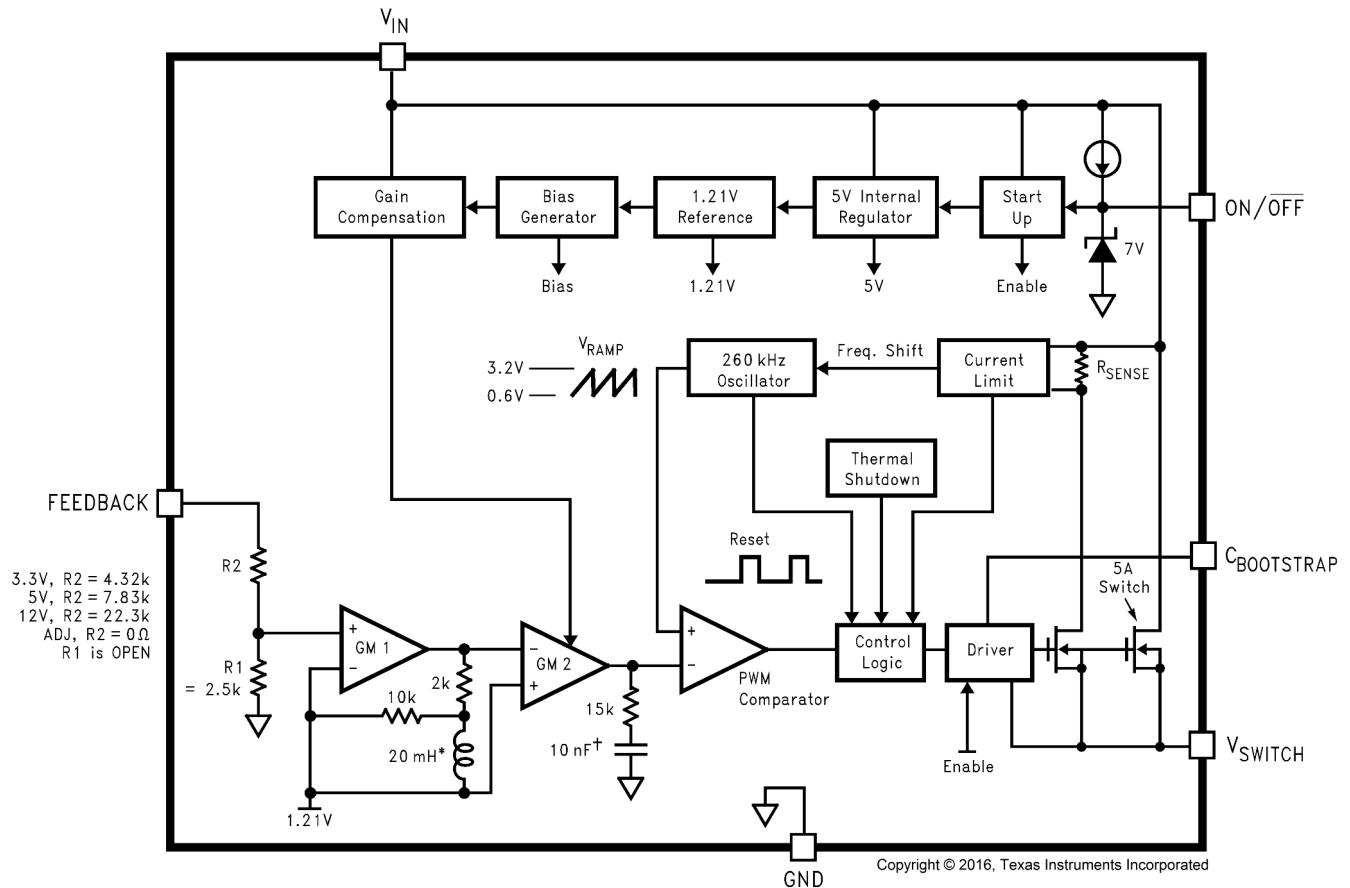 VIN
Gain
Compensation
Bias
Generator
1.21V
Reference
5V Internal
Regulator
Start
Up
ON/OFF
7V
Bias
1.21V
5V
Enable
VRAMP
3.2V
0.6V
260 kHz
Oscillator
Freq. Shift
Current
Limit
RSENSE
Thermal
Shutdown
FEEDBACK
R2
3.3V, R2 = 4.32k
5V, R2 = 7.83k
12V, R2 = 22.3k
ADJ, R2 = 0Ω
R1 is OPEN
R1
= 2.5k
+
GM 1
−
2k
10k
20 mH*
1.21V
−
GM 2
+
15k
10 nF†
Reset
+
−
PWM
Comparator
Control
Logic
Driver
Enable
5A
Switch
CBOOTSTRAP
VSWITCH
GND
Copyright © 2016, Texas Instruments Incorporated